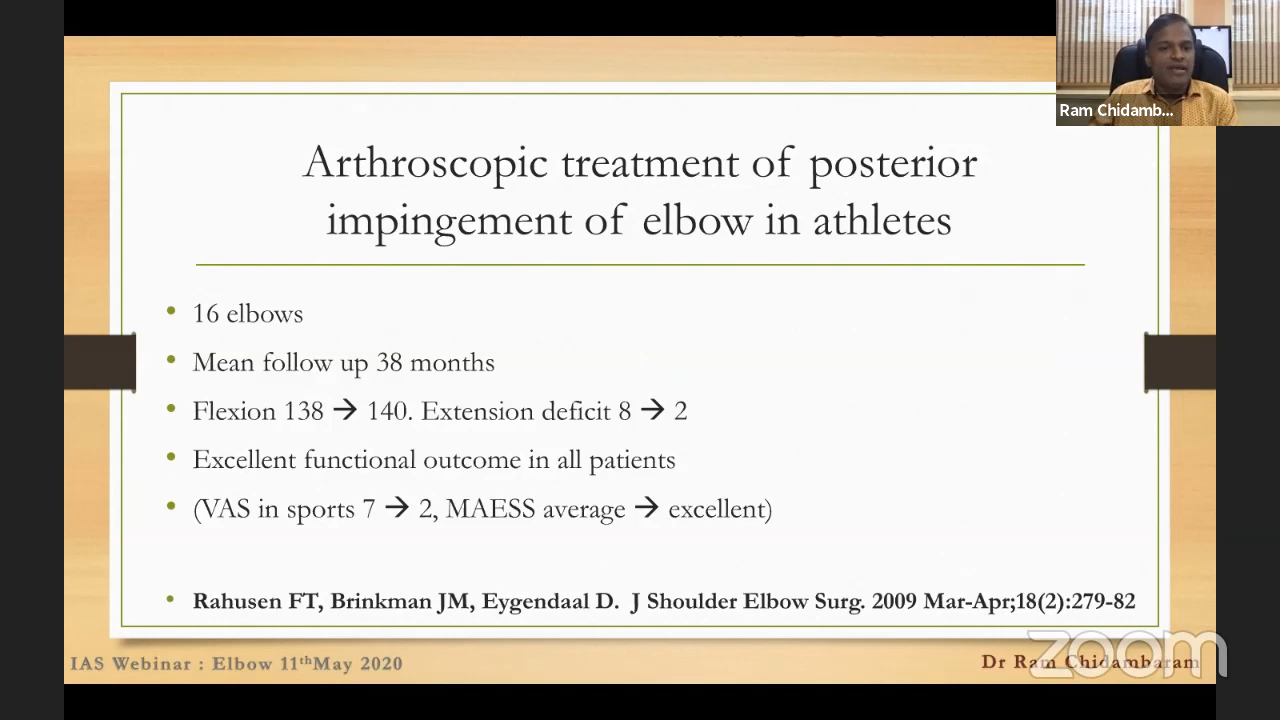 Ram Chidamb...
Arthroscopic treatment of posterior
impingement of elbow in athletes
• 16 elbows
• Mean follow up 38 months
• Flexion 138 → 140. Extension deficit 8 → 2
• Excellent functional outcome in all patients
• (VAS in sports 7 → 2, MAESS average → excellent)
• Rahusen FT, Brinkman JM, Eygendaal D. J Shoulder Elbow Surg. 2009 Mar-Apr;18(2):279-82
IAS Webinar : Elbow 11thMay 2020
Dr Ram Chidambaram
zoom